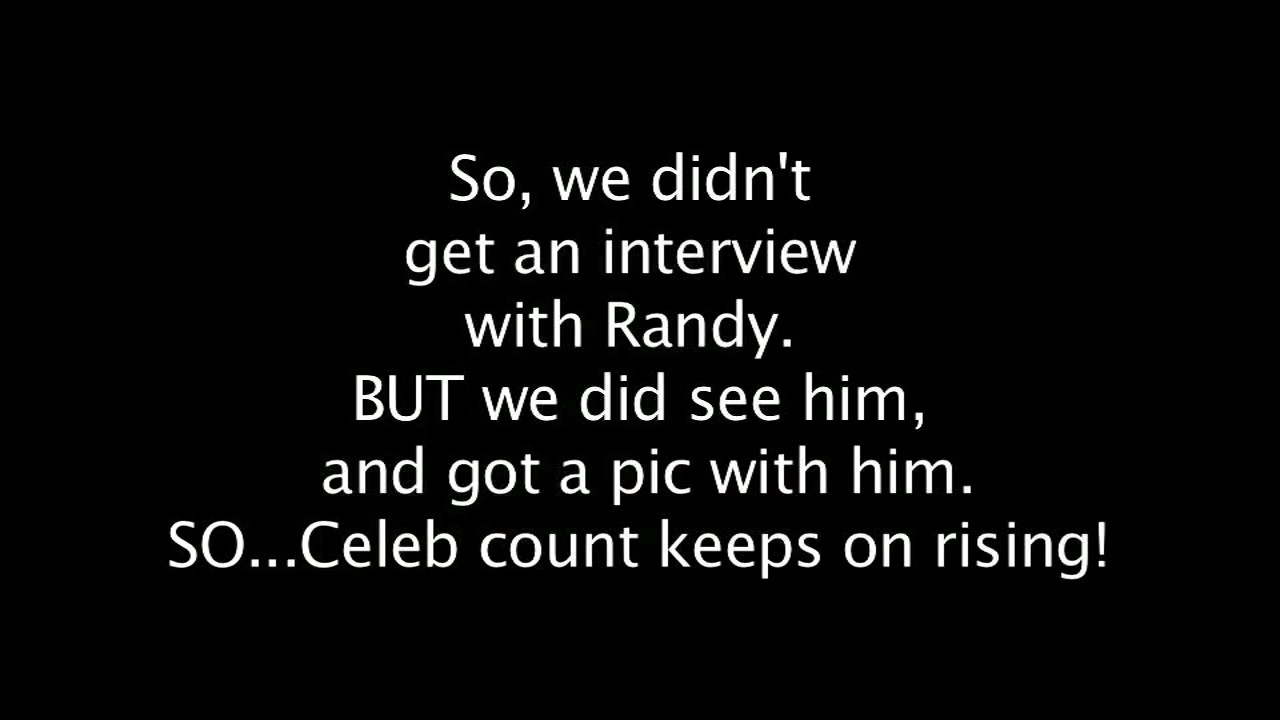 So, we didn't
get an interview
with Randy.
BUT we did see him,
and got a pic with him.
SO...Celeb count keeps on rising!